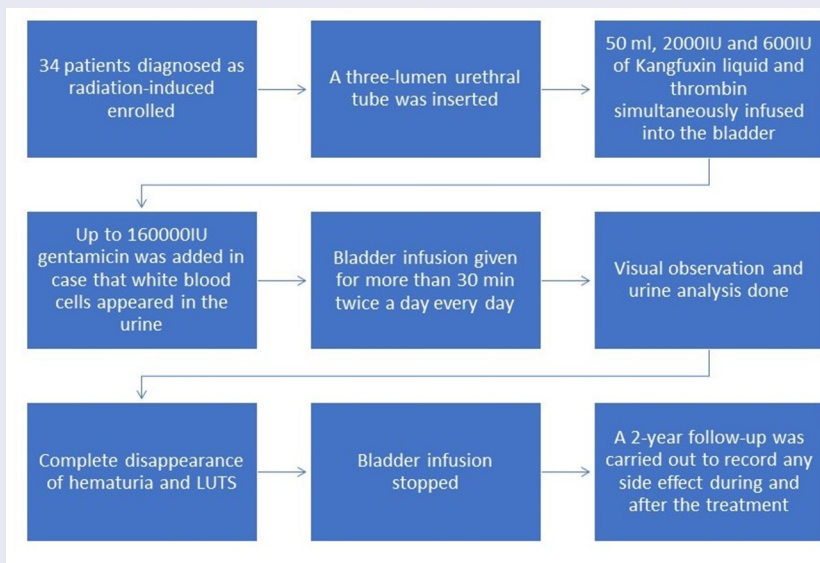 34 patients diagnosed as
radiation-induced
enrolled
A three-lumen urethral
tube was inserted
50 ml, 2000IU and 600IU
of Kangfuxin liquid and
thrombin
simultaneously infused
into the bladder
Up to 160000IU
gentamicin was added in
case that white blood
cells appeared in the
urine
Bladder infusion given
for more than 30 min
twice a day every day
Visual observation and
urine analysis done
Complete disappearance
of hematuria and LUTS
Bladder infusion
stopped
A 2-year follow-up was
carried out to record any
side effect during and
after the treatment